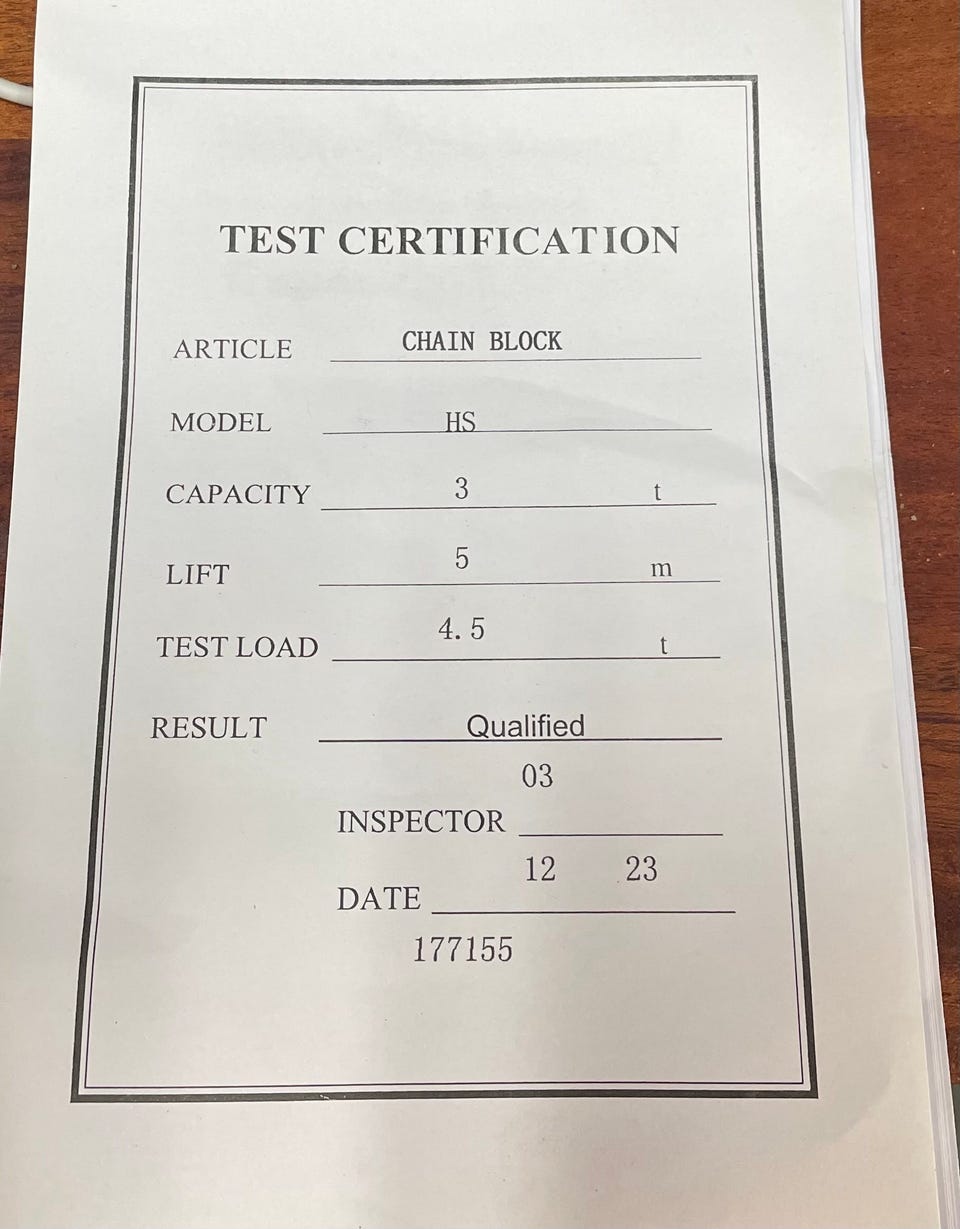 TEST CERTIFICATION
ARTICLE CHAIN BLOCK
MODEL HS
CAPACITY 3 t
LIFT 5 m
TEST LOAD 4.5 t
RESULT Qualified
03
INSPECTOR
12 23
DATE
177155